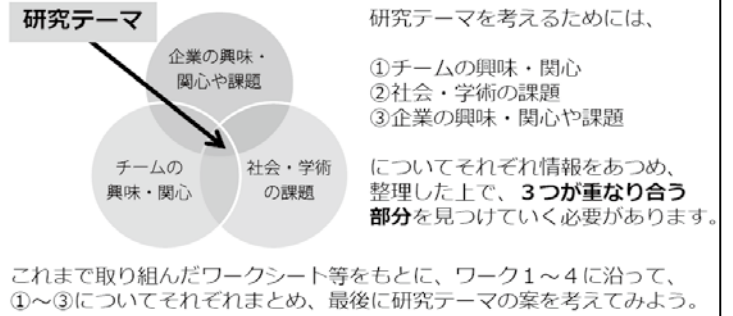 研究テーマ
企業の興味・
関心や課題
チームの
興味・関心
社会・学術
の課題
研究テーマを考えるためには、
①チームの興味・関心
②社会・学術の課題
③企業の興味・関心や課題
についてそれぞれ情報をあつめ、
整理した上で、３つが重なり合う
部分を見つけていく必要があります。
これまで取り組んだワークシート等をもとに、ワーク１～４に沿って、
①～③についてそれぞれまとめ、最後に研究テーマの案を考えてみよう。